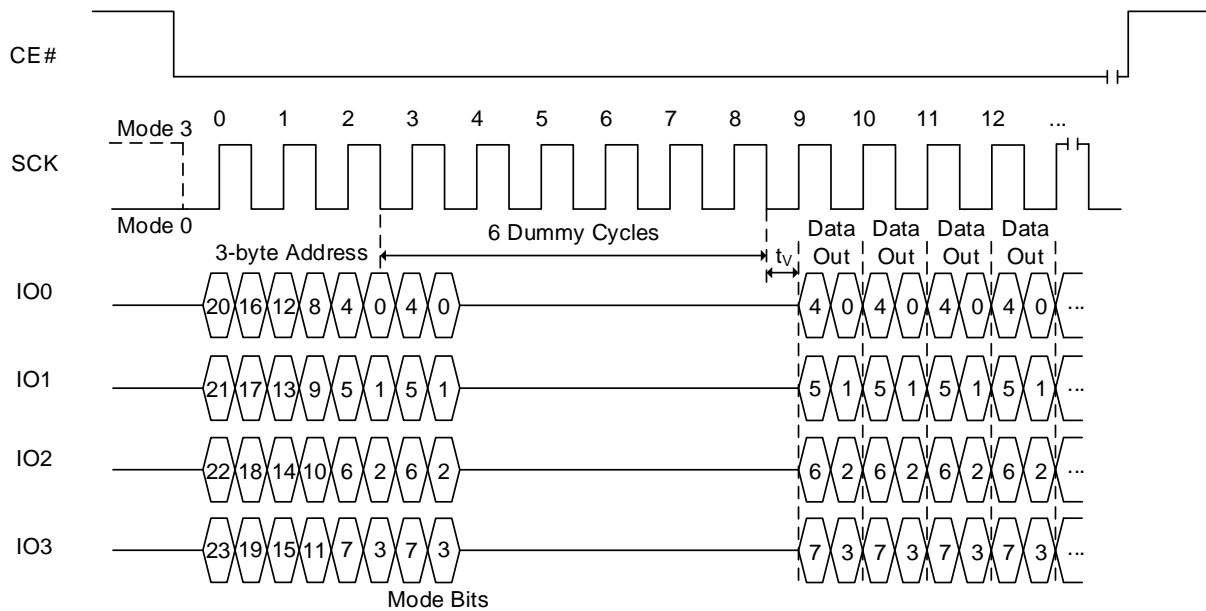 CE#
0 1 2 3 4 5 6 7 8 9 10 11 12 ...
Mode 3
SCK
Mode 0
6 Dummy Cycles
Data Data Data Data
3-byte Address
tV
Out Out Out Out
IO0
20 16 12 8 4 0 4 0 4 0 4 0 4 0 4 0 ...
IO1
21 17 13 9 5 1 5 1 5 1 5 1 5 1 5 1 ...
IO2
22 18 14 10 6 2 6 2 6 2 6 2 6 2 6 2 ...
IO3
23 19 15 11 7 3 7 3 7 3 7 3 7 3 7 3 ...
Mode Bits